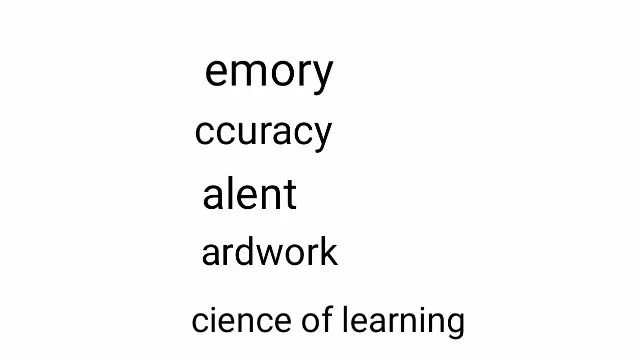 emory
ccuracy
alent
ardwork
cience of learning